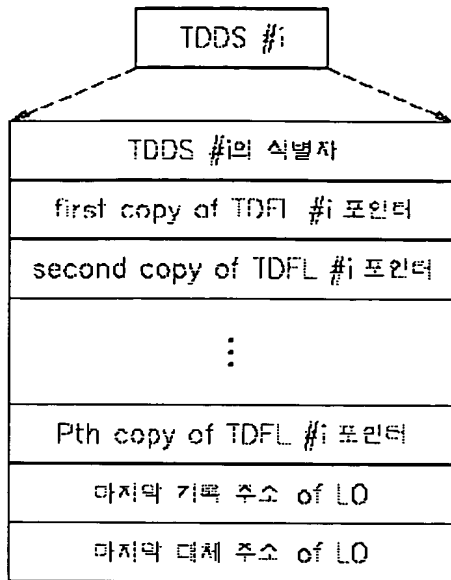 TDDS #i
TDDS #i의 식별자
first copy of TDFL #i 포인터
second copy of TDFL #i 포인터
⋮
Pth copy of TDFL #i 포인터
마지막 기록 주소 of L0
마지막 대체 주소 of L0